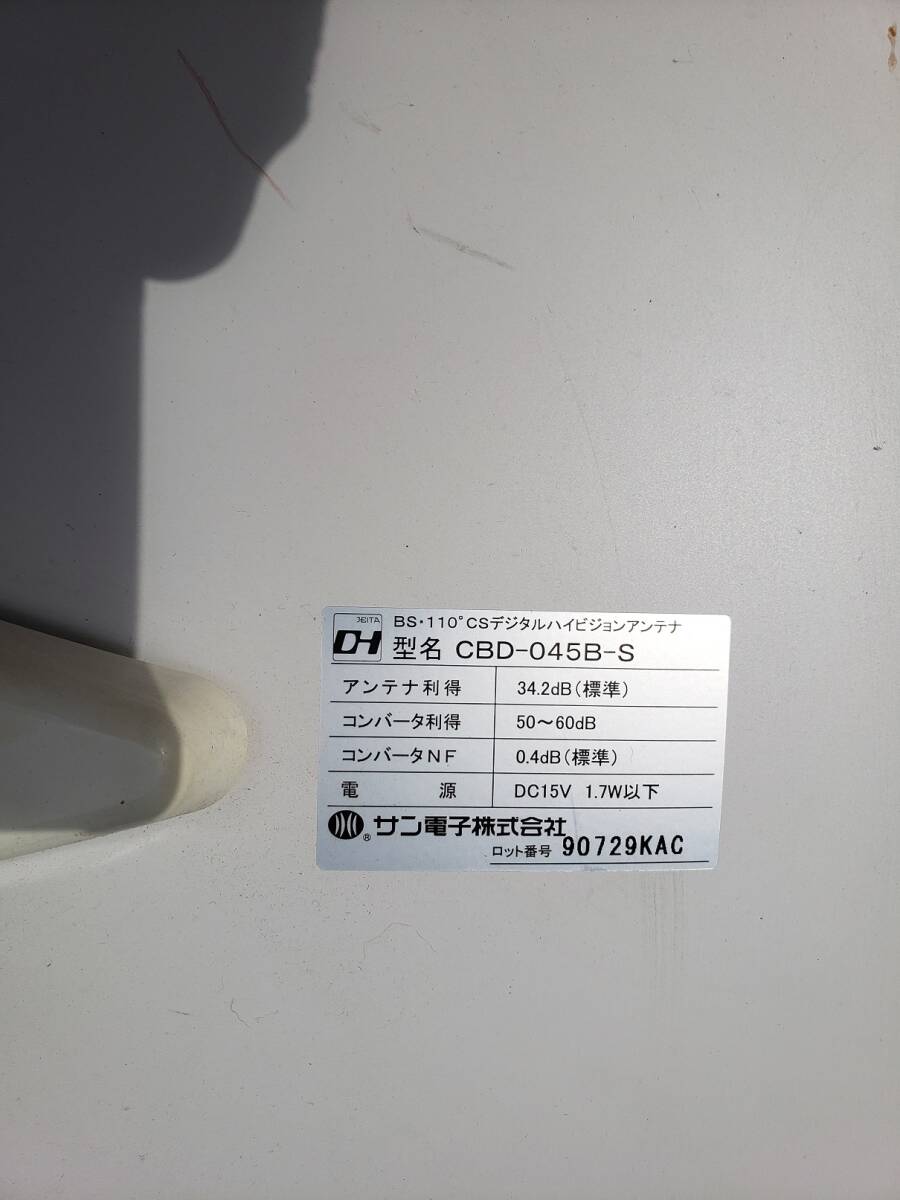 JEITA
DH
BS・110°CSデジタルハイビジョンアンテナ
型名 CBD-045B-S
アンテナ利得 34.2dB(標準)
コンバータ利得 50～60dB
コンバータNF 0.4dB(標準)
電源 DC15V 1.7W以下
® サン電子株式会社
ロット番号 90729KAC